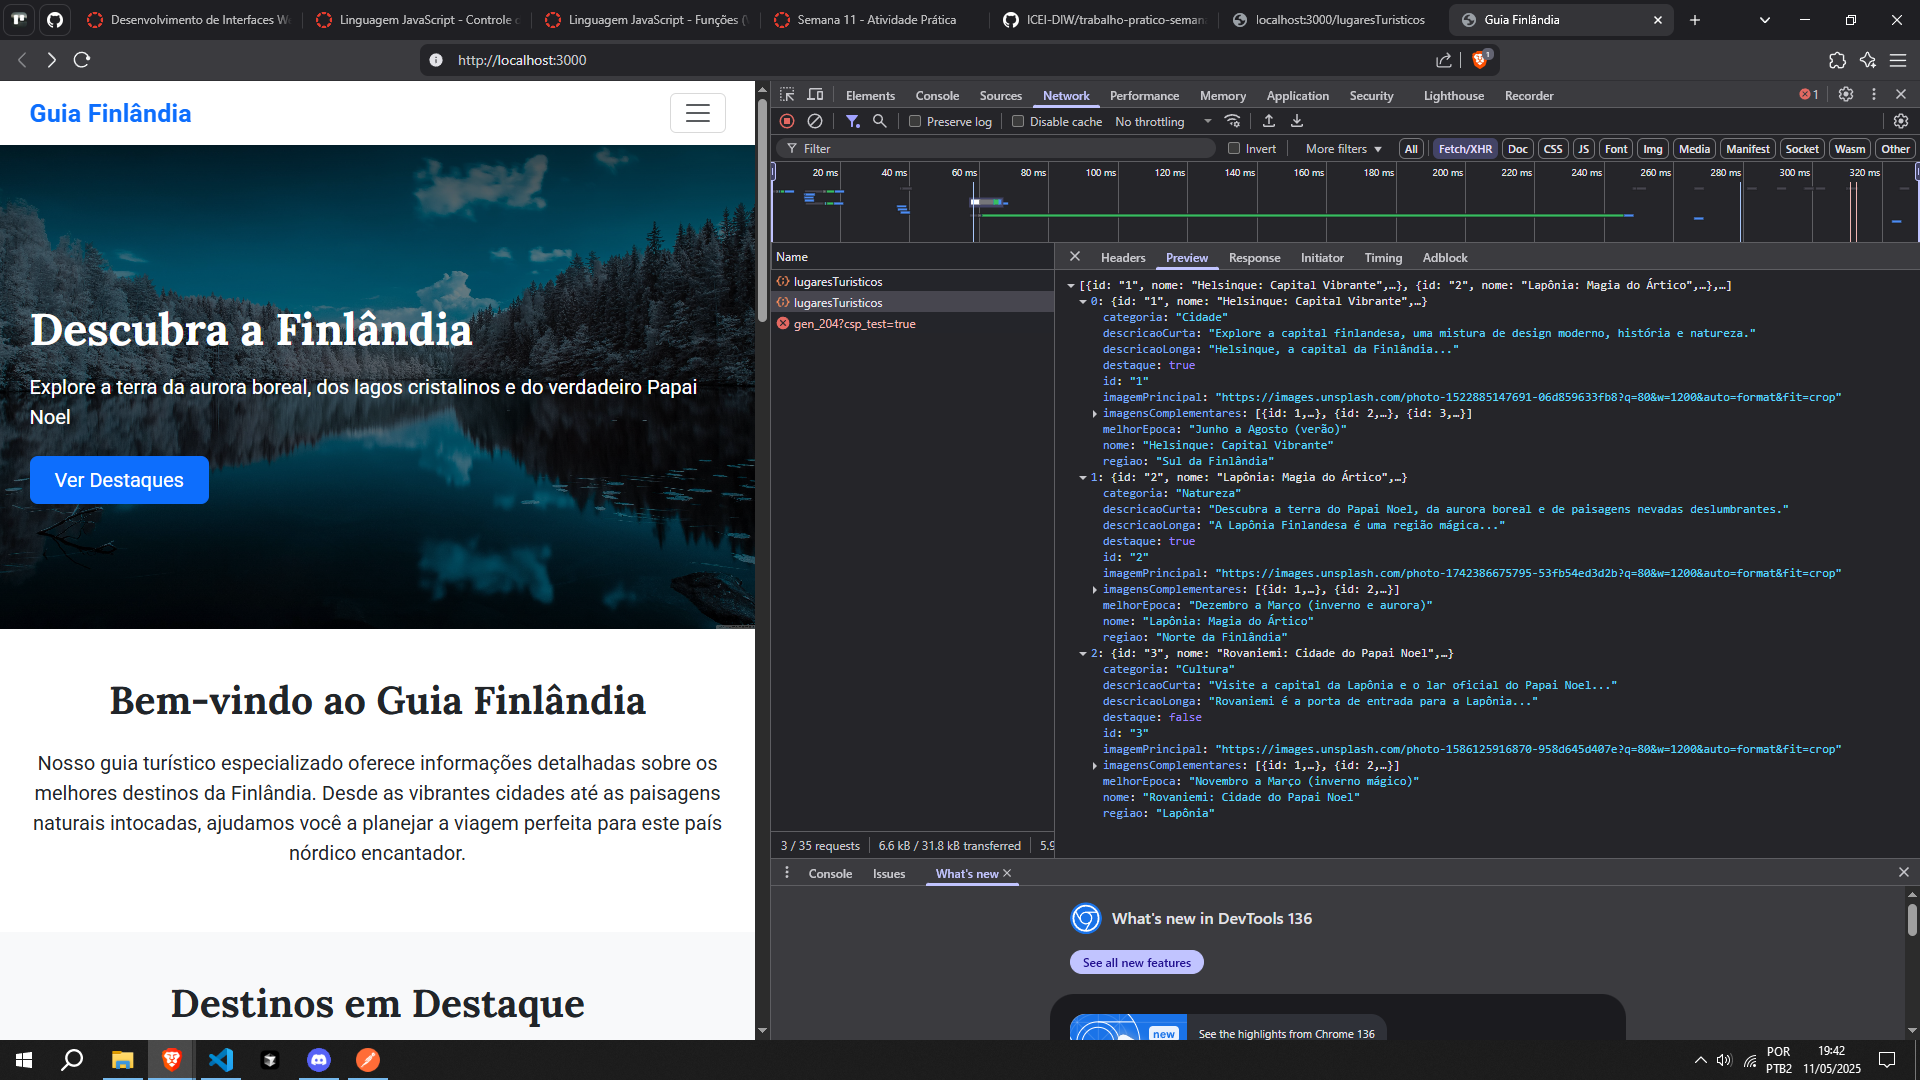 Desenvolvimento de Interfaces We
Linguagem JavaScript - Controle d
Linguagem JavaScript - Funções (V
Semana 11 - Atividade Prática
ICEI-DIW/trabalho-pratico-semana
localhost:3000/lugaresTuristicos
Guia Finlândia
http://localhost:3000
1
Guia Finlândia
Descubra a Finlândia
Explore a terra da aurora boreal, dos lagos cristalinos e do verdadeiro Papai
Noel
Ver Destaques
Bem-vindo ao Guia Finlândia
Nosso guia turístico especializado oferece informações detalhadas sobre os
melhores destinos da Finlândia. Desde as vibrantes cidades até as paisagens
naturais intocadas, ajudamos você a planejar a viagem perfeita para este país
nórdico encantador.
Destinos em Destaque
Elements Console Sources Network Performance Memory Application Security Lighthouse Recorder 1
Preserve log Disable cache No throttling
Filter Invert More filters All Fetch/XHR Doc CSS JS Font Img Media Manifest Socket Wasm Other
20 ms 40 ms 60 ms 80 ms 100 ms 120 ms 140 ms 160 ms 180 ms 200 ms 220 ms 240 ms 260 ms 280 ms 300 ms 320 ms
Name
lugaresTuristicos
lugaresTuristicos
gen_204?csp_test=true
3 / 35 requests 6.6 kB / 31.8 kB transferred 5.9
Headers Preview Response Initiator Timing Adblock
[{id: "1", nome: "Helsinque: Capital Vibrante",…}, {id: "2", nome: "Lapônia: Magia do Ártico",…},…]
0: {id: "1", nome: "Helsinque: Capital Vibrante",…}
categoria: "Cidade"
descricaoCurta: "Explore a capital finlandesa, uma mistura de design moderno, história e natureza."
descricaoLonga: "Helsinque, a capital da Finlândia..."
destaque: true
id: "1"
imagemPrincipal: "https://images.unsplash.com/photo-1522885147691-06d859633fb8?q=80&w=1200&auto=format&fit=crop"
imagensComplementares: [{id: 1,…}, {id: 2,…}, {id: 3,…}]
melhorEpoca: "Junho a Agosto (verão)"
nome: "Helsinque: Capital Vibrante"
regiao: "Sul da Finlândia"
1: {id: "2", nome: "Lapônia: Magia do Ártico",…}
categoria: "Natureza"
descricaoCurta: "Descubra a terra do Papai Noel, da aurora boreal e de paisagens nevadas deslumbrantes."
descricaoLonga: "A Lapônia Finlandesa é uma região mágica..."
destaque: true
id: "2"
imagemPrincipal: "https://images.unsplash.com/photo-1742386675795-53fb54ed3d2b?q=80&w=1200&auto=format&fit=crop"
imagensComplementares: [{id: 1,…}, {id: 2,…}]
melhorEpoca: "Dezembro a Março (inverno e aurora)"
nome: "Lapônia: Magia do Ártico"
regiao: "Norte da Finlândia"
2: {id: "3", nome: "Rovaniemi: Cidade do Papai Noel",…}
categoria: "Cultura"
descricaoCurta: "Visite a capital da Lapônia e o lar oficial do Papai Noel..."
descricaoLonga: "Rovaniemi é a porta de entrada para a Lapônia..."
destaque: false
id: "3"
imagemPrincipal: "https://images.unsplash.com/photo-1586125916870-958d645d407e?q=80&w=1200&auto=format&fit=crop"
imagensComplementares: [{id: 1,…}, {id: 2,…}]
melhorEpoca: "Novembro a Março (inverno mágico)"
nome: "Rovaniemi: Cidade do Papai Noel"
regiao: "Lapônia"
Console Issues What's new
What's new in DevTools 136
See all new features
new
See the highlights from Chrome 136
POR
PTB2
19:42
11/05/2025